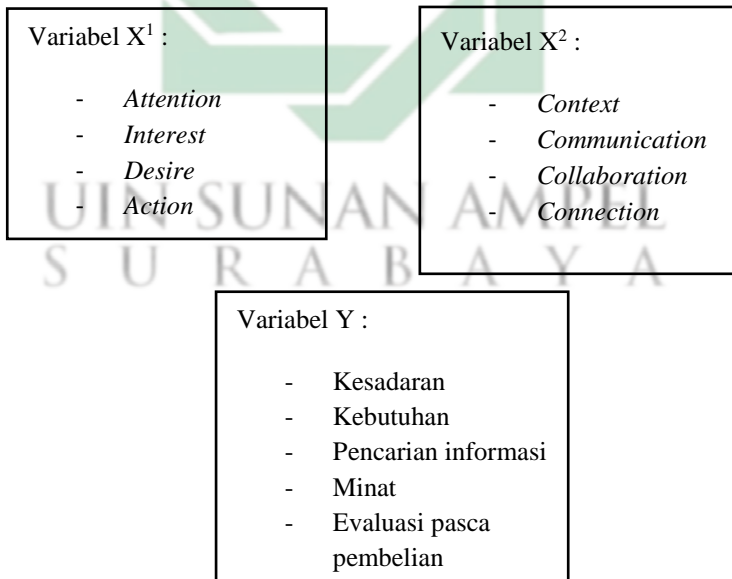 Variabel X¹ :
- Attention
- Interest
- Desire
- Action
Variabel X² :
- Context
- Communication
- Collaboration
- Connection
UIN SUNAN AMPEL
SURABAYA
Variabel Y :
- Kesadaran
- Kebutuhan
- Pencarian informasi
- Minat
- Evaluasi pasca
pembelian